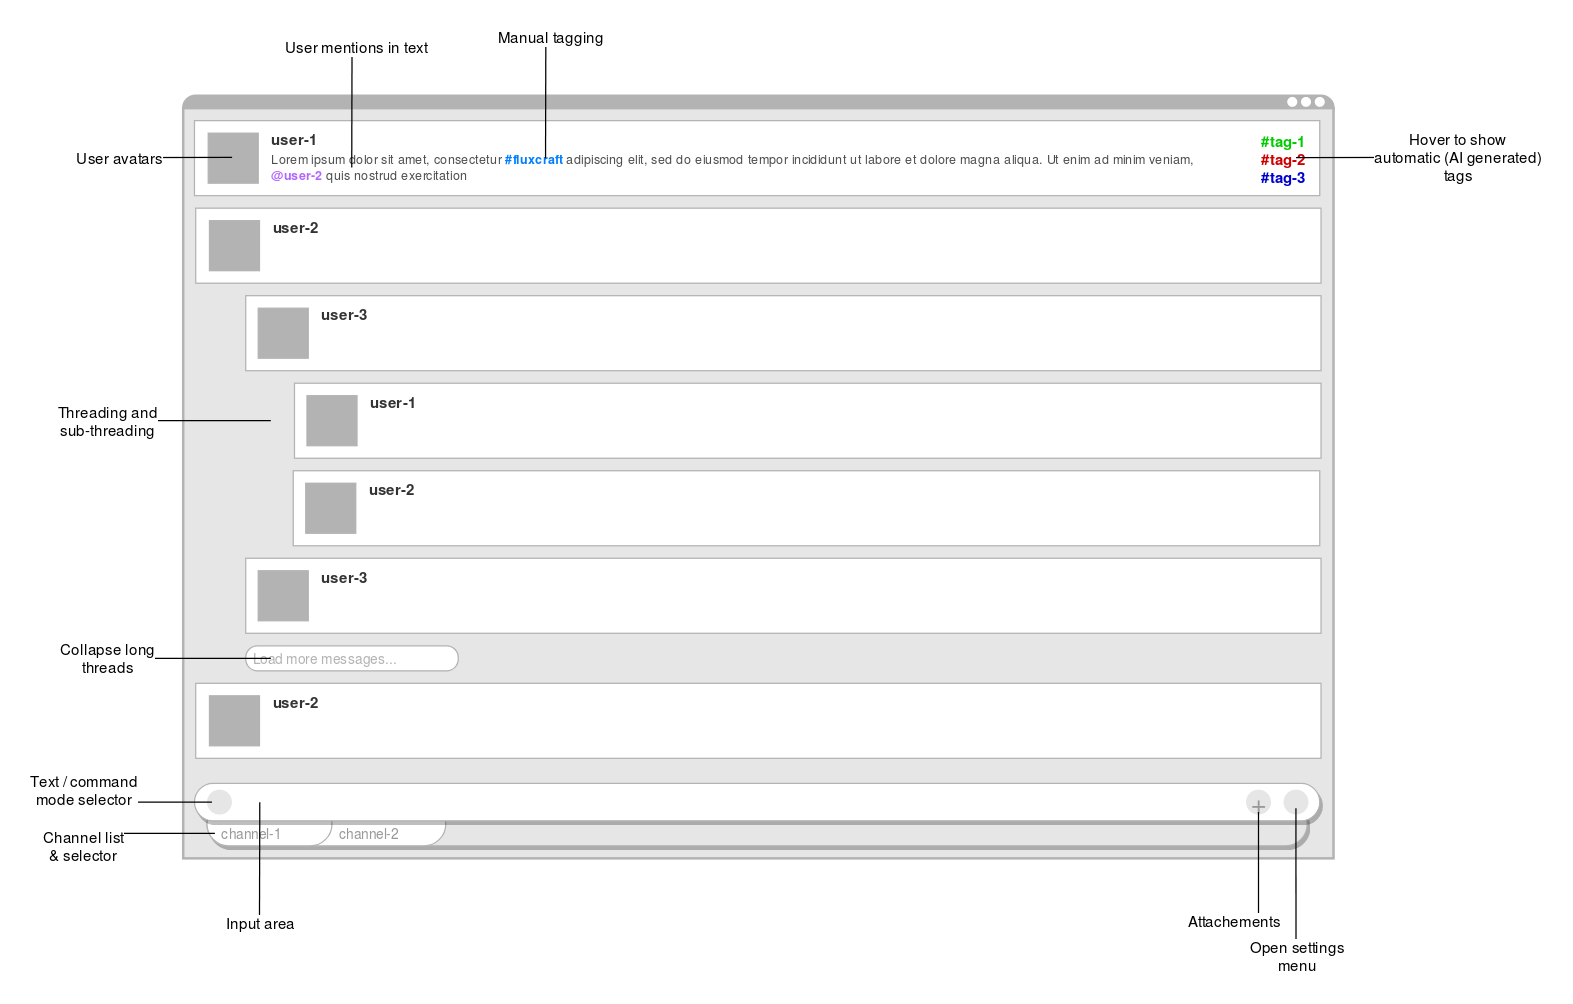 Manual tagging
User mentions in text
user-1
Lorem ipsum dolor sit amet, consectetur #fluxcraft adipiscing elit, sed do eiusmod tempor incididunt ut labore et dolore magna aliqua. Ut enim ad minim veniam,
@user-2 quis nostrud exercitation
#tag-1
#tag-2
#tag-3
User avatars
Hover to show
automatic (AI generated)
tags
user-2
user-3
user-1
Threading and
sub-threading
user-2
user-3
Collapse long
threads
Load more messages...
user-2
Text / command
mode selector
+
Channel list
& selector
channel-1
channel-2
Input area
Attachements
Open settings
menu